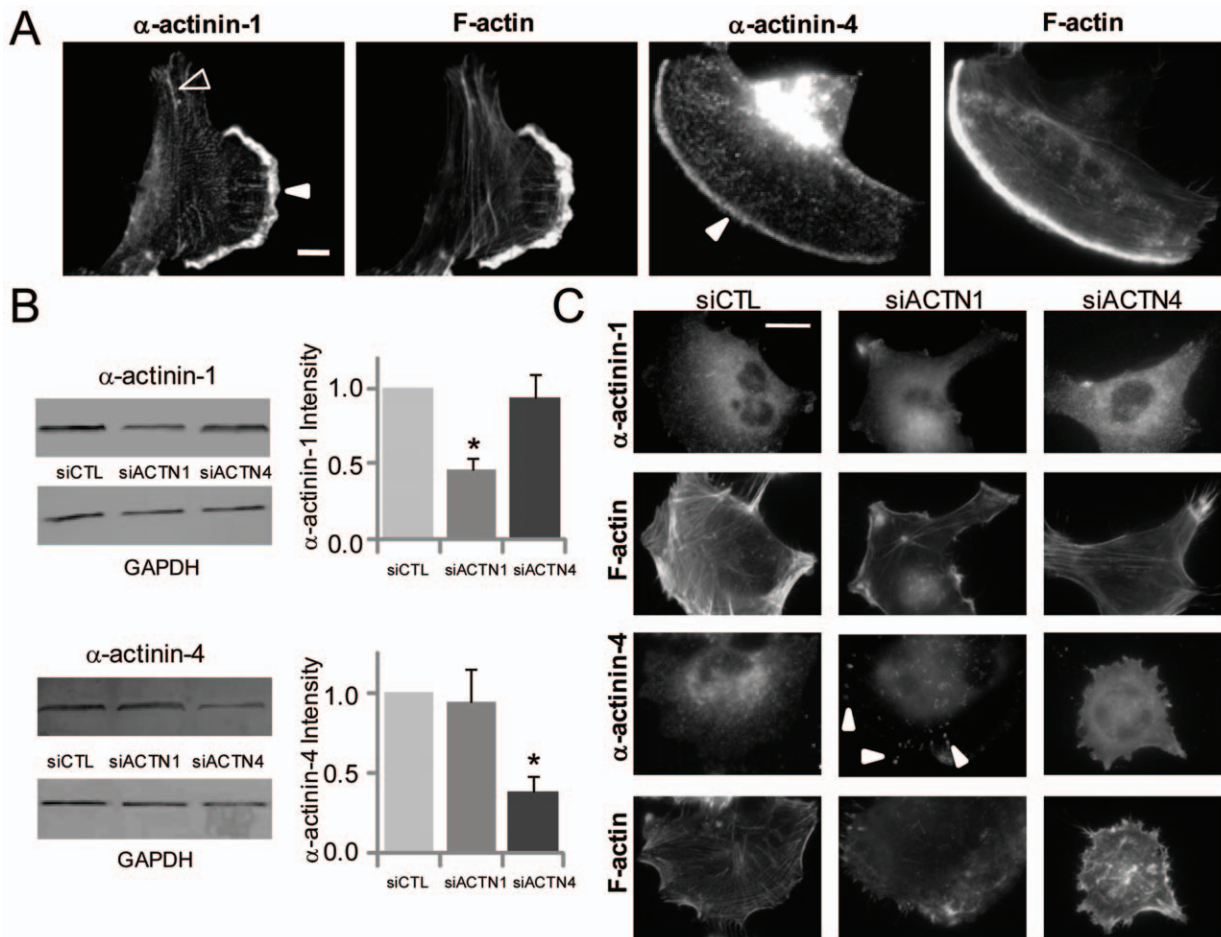 A
α-actinin-1
F-actin
α-actinin-4
F-actin
B
α-actinin-1
siCTL siACTN1 siACTN4
GAPDH
α-actinin-1 Intensity
1.0
0.5
0.0
*
siCTL siACTN1 siACTN4
α-actinin-4
siCTL siACTN1 siACTN4
GAPDH
α-actinin-4 Intensity
1.0
0.5
0.0
*
siCTL siACTN1 siACTN4
C
siCTL siACTN1 siACTN4
α-actinin-1
F-actin
α-actinin-4
F-actin